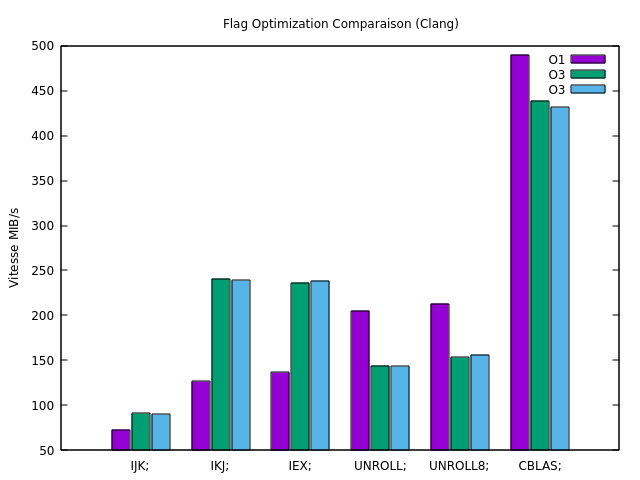 Flag Optimization Comparaison (Clang)
500
450
400
350
300
250
200
150
100
50
Vitesse MIB/s
O1
O3
O3
IJK; IKJ; IEX; UNROLL; UNROLL8; CBLAS;